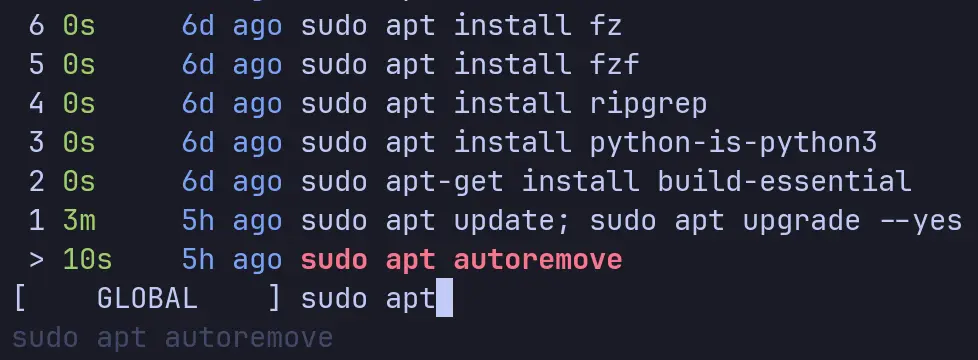 6 0s 6d ago sudo apt install fz
5 0s 6d ago sudo apt install fzf
4 0s 6d ago sudo apt install ripgrep
3 0s 6d ago sudo apt install python-is-python3
2 0s 6d ago sudo apt-get install build-essential
1 3m 5h ago sudo apt update; sudo apt upgrade --yes
> 10s 5h ago sudo apt autoremove
[ GLOBAL ] sudo apt
sudo apt autoremove